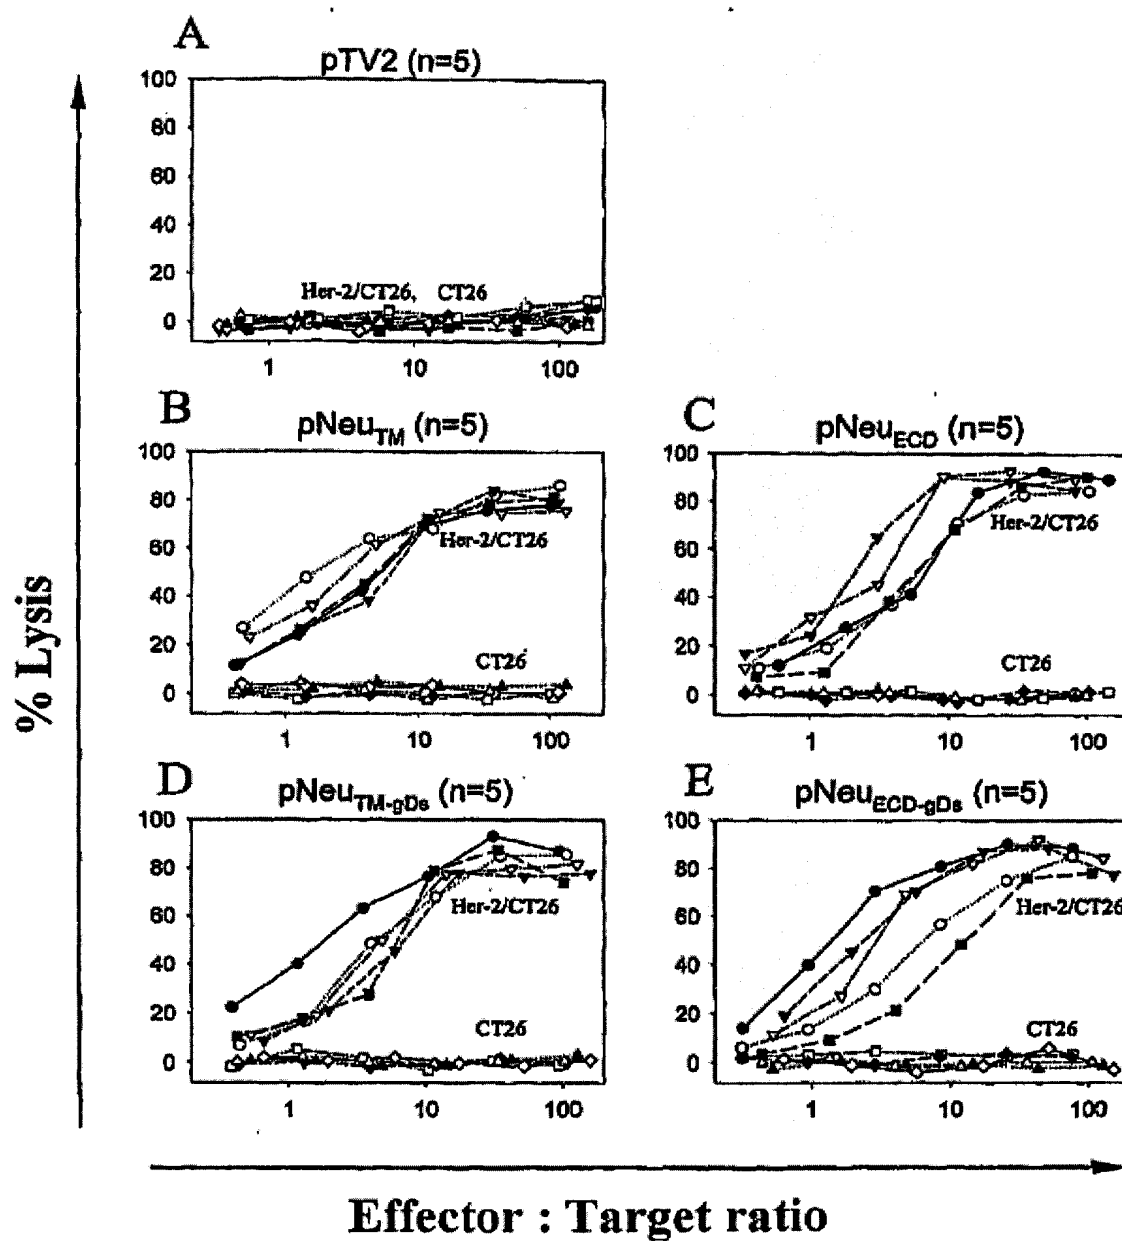 A
pTV2 (n=5)
100
80
60
40
20
0
Her-2/CT26, CT26
1 10 100
B
pNeuTM (n=5)
100
80
60
40
20
0
Her-2/CT26
CT26
1 10 100
C
pNeuECD (n=5)
100
80
60
40
20
0
Her-2/CT26
CT26
1 10 100
D
pNeuTM-gDs (n=5)
100
80
60
40
20
0
Her-2/CT26
CT26
1 10 100
E
pNeuECD-gDs (n=5)
100
80
60
40
20
0
Her-2/CT26
CT26
1 10 100
% Lysis
Effector : Target ratio